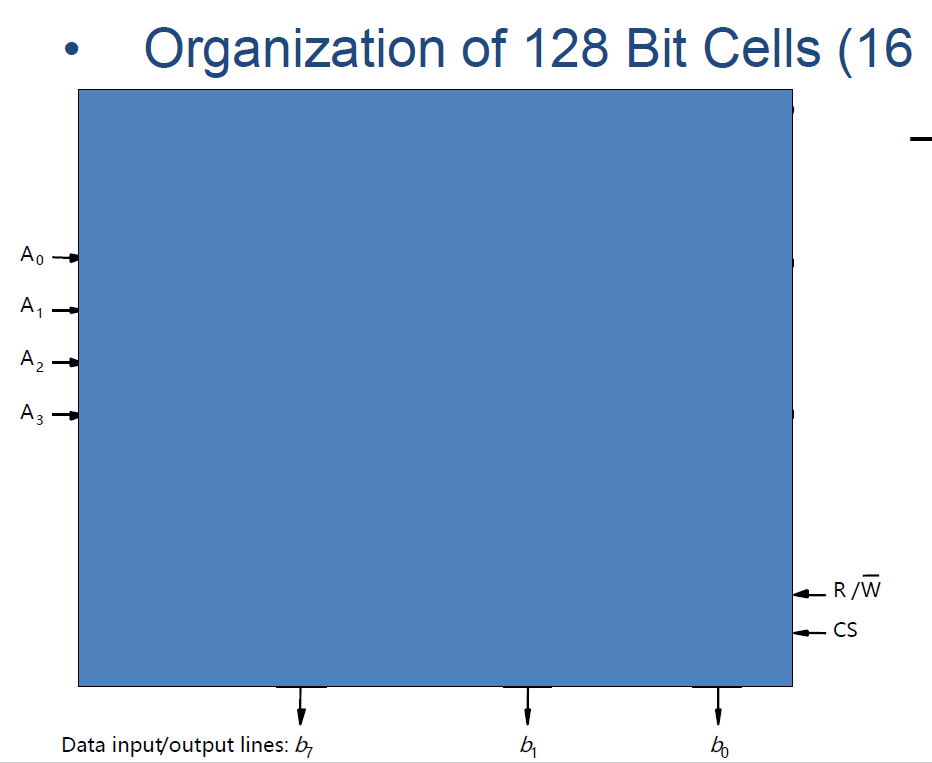 • Organization of 128 Bit Cells (16
A0
A1
A2
A3
R /W̅
CS
Data input/output lines: b7 b1 b0